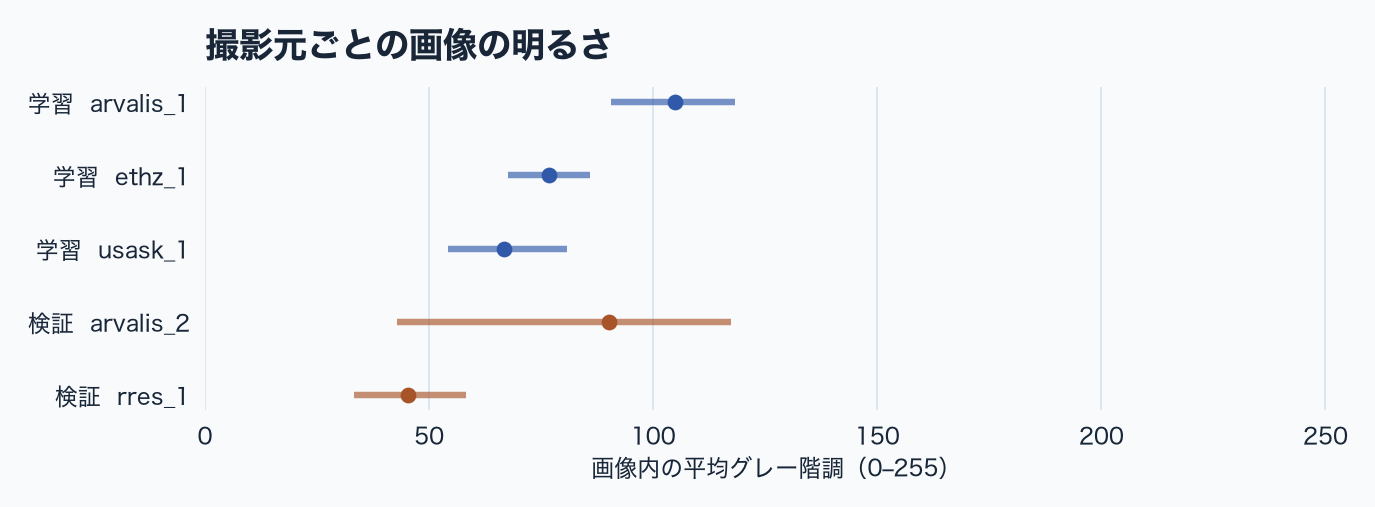 撮影元ごとの画像の明るさ
学習 arvalis_1
学習 ethz_1
学習 usask_1
検証 arvalis_2
検証 rres_1
0 50 100 150 200 250
画像内の平均グレー階調（0–255）